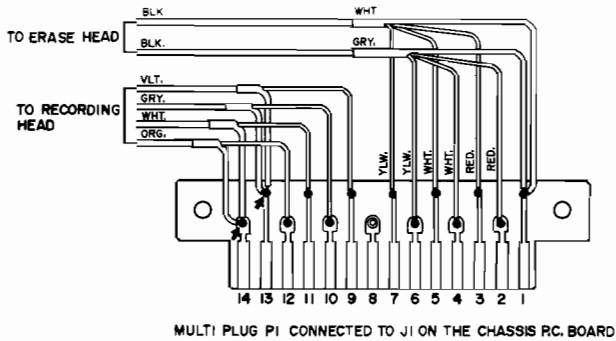 BLK WHT
TO ERASE HEAD
BLK. GRY.
VLT.
TO RECORDING
HEAD
GRY.
WHT.
ORG.
YLW. YLW. WHT. WHT. RED. RED.
14 13 12 11 10 9 8 7 6 5 4 3 2 1
MULTI PLUG P1 CONNECTED TO J1 ON THE CHASSIS P.C. BOARD